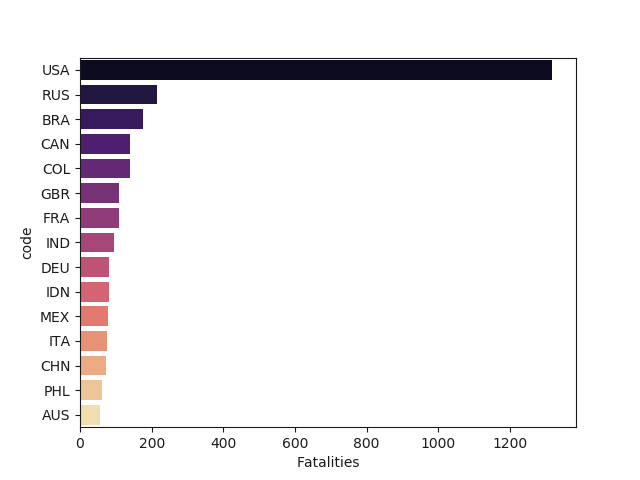 USA
RUS
BRA
CAN
COL
GBR
FRA
IND
DEU
IDN
MEX
ITA
CHN
PHL
AUS
code
0 200 400 600 800 1000 1200
Fatalities